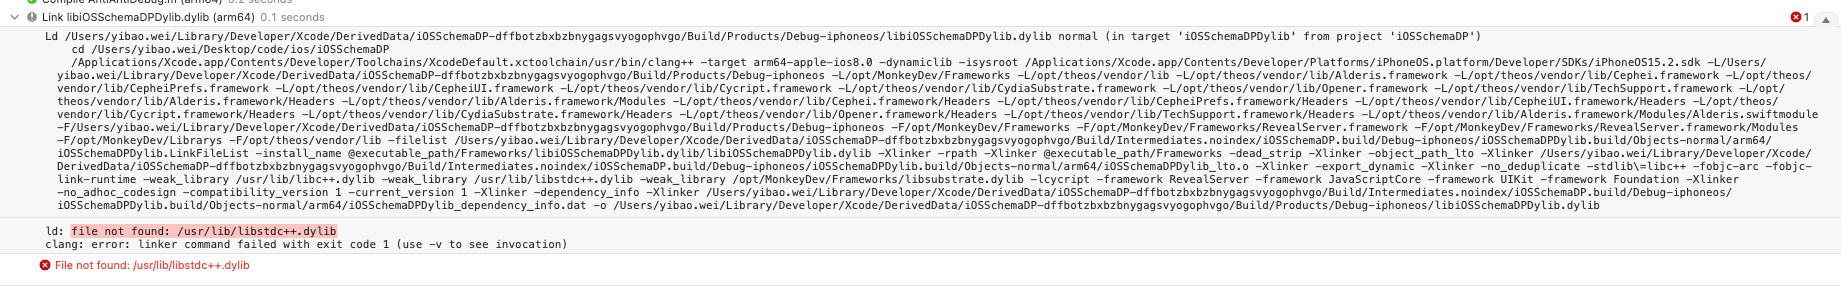 Compile AntiAntiDebug.m (arm64) 0.2 seconds
Link libiOSSchemaDPDylib.dylib (arm64) 0.1 seconds 1
Ld /Users/yibao.wei/Library/Developer/Xcode/DerivedData/iOSSchemaDP-dffbotzbxbzbnygagsvyogophvgo/Build/Products/Debug-iphoneos/libiOSSchemaDPDylib.dylib normal (in target 'iOSSchemaDPDylib' from project 'iOSSchemaDP')
cd /Users/yibao.wei/Desktop/code/ios/iOSSchemaDP
/Applications/Xcode.app/Contents/Developer/Toolchains/XcodeDefault.xctoolchain/usr/bin/clang++ -target arm64-apple-ios8.0 -dynamiclib -isysroot /Applications/Xcode.app/Contents/Developer/Platforms/iPhoneOS.platform/Developer/SDKs/iPhoneOS15.2.sdk -L/Users/
yibao.wei/Library/Developer/Xcode/DerivedData/iOSSchemaDP-dffbotzbxbzbnygagsvyogophvgo/Build/Products/Debug-iphoneos -L/opt/MonkeyDev/Frameworks -L/opt/theos/vendor/lib -L/opt/theos/vendor/lib/Alderis.framework -L/opt/theos/vendor/lib/Cephei.framework -L/opt/theos/
vendor/lib/CepheiPrefs.framework -L/opt/theos/vendor/lib/CepheiUI.framework -L/opt/theos/vendor/lib/Cycript.framework -L/opt/theos/vendor/lib/CydiaSubstrate.framework -L/opt/theos/vendor/lib/Opener.framework -L/opt/theos/vendor/lib/TechSupport.framework -L/opt/
theos/vendor/lib/Alderis.framework/Headers -L/opt/theos/vendor/lib/Alderis.framework/Modules -L/opt/theos/vendor/lib/Cephei.framework/Headers -L/opt/theos/vendor/lib/CepheiPrefs.framework/Headers -L/opt/theos/vendor/lib/CepheiUI.framework/Headers -L/opt/theos/
vendor/lib/Cycript.framework/Headers -L/opt/theos/vendor/lib/CydiaSubstrate.framework/Headers -L/opt/theos/vendor/lib/Opener.framework/Headers -L/opt/theos/vendor/lib/TechSupport.framework/Headers -L/opt/theos/vendor/lib/Alderis.framework/Modules/Alderis.swiftmodule
-F/Users/yibao.wei/Library/Developer/Xcode/DerivedData/iOSSchemaDP-dffbotzbxbzbnygagsvyogophvgo/Build/Products/Debug-iphoneos -F/opt/MonkeyDev/Frameworks -F/opt/MonkeyDev/Frameworks/RevealServer.framework -F/opt/MonkeyDev/Frameworks/RevealServer.framework/Modules
-F/opt/MonkeyDev/Librarys -F/opt/theos/vendor/lib -filelist /Users/yibao.wei/Library/Developer/Xcode/DerivedData/iOSSchemaDP-dffbotzbxbzbnygagsvyogophvgo/Build/Intermediates.noindex/iOSSchemaDP.build/Debug-iphoneos/iOSSchemaDPDylib.build/Objects-normal/arm64/
iOSSchemaDPDylib.LinkFileList -install_name @executable_path/Frameworks/libiOSSchemaDPDylib.dylib/libiOSSchemaDPDylib.dylib -Xlinker -rpath -Xlinker @executable_path/Frameworks -dead_strip -Xlinker -object_path_lto -Xlinker /Users/yibao.wei/Library/Developer/Xcode/
DerivedData/iOSSchemaDP-dffbotzbxbzbnygagsvyogophvgo/Build/Intermediates.noindex/iOSSchemaDP.build/Debug-iphoneos/iOSSchemaDPDylib.build/Objects-normal/arm64/iOSSchemaDPDylib_lto.o -Xlinker -export_dynamic -Xlinker -no_deduplicate -stdlib\=libc++ -fobjc-arc -fobjc-
link-runtime -weak_library /usr/lib/libc++.dylib -weak_library /usr/lib/libstdc++.dylib -weak_library /opt/MonkeyDev/Frameworks/libsubstrate.dylib -lcycript -framework RevealServer -framework JavaScriptCore -framework UIKit -framework Foundation -Xlinker
-no_adhoc_codesign -compatibility_version 1 -current_version 1 -Xlinker -dependency_info -Xlinker /Users/yibao.wei/Library/Developer/Xcode/DerivedData/iOSSchemaDP-dffbotzbxbzbnygagsvyogophvgo/Build/Intermediates.noindex/iOSSchemaDP.build/Debug-iphoneos/
iOSSchemaDPDylib.build/Objects-normal/arm64/iOSSchemaDPDylib_dependency_info.dat -o /Users/yibao.wei/Library/Developer/Xcode/DerivedData/iOSSchemaDP-dffbotzbxbzbnygagsvyogophvgo/Build/Products/Debug-iphoneos/libiOSSchemaDPDylib.dylib
ld: file not found: /usr/lib/libstdc++.dylib
clang: error: linker command failed with exit code 1 (use -v to see invocation)
File not found: /usr/lib/libstdc++.dylib